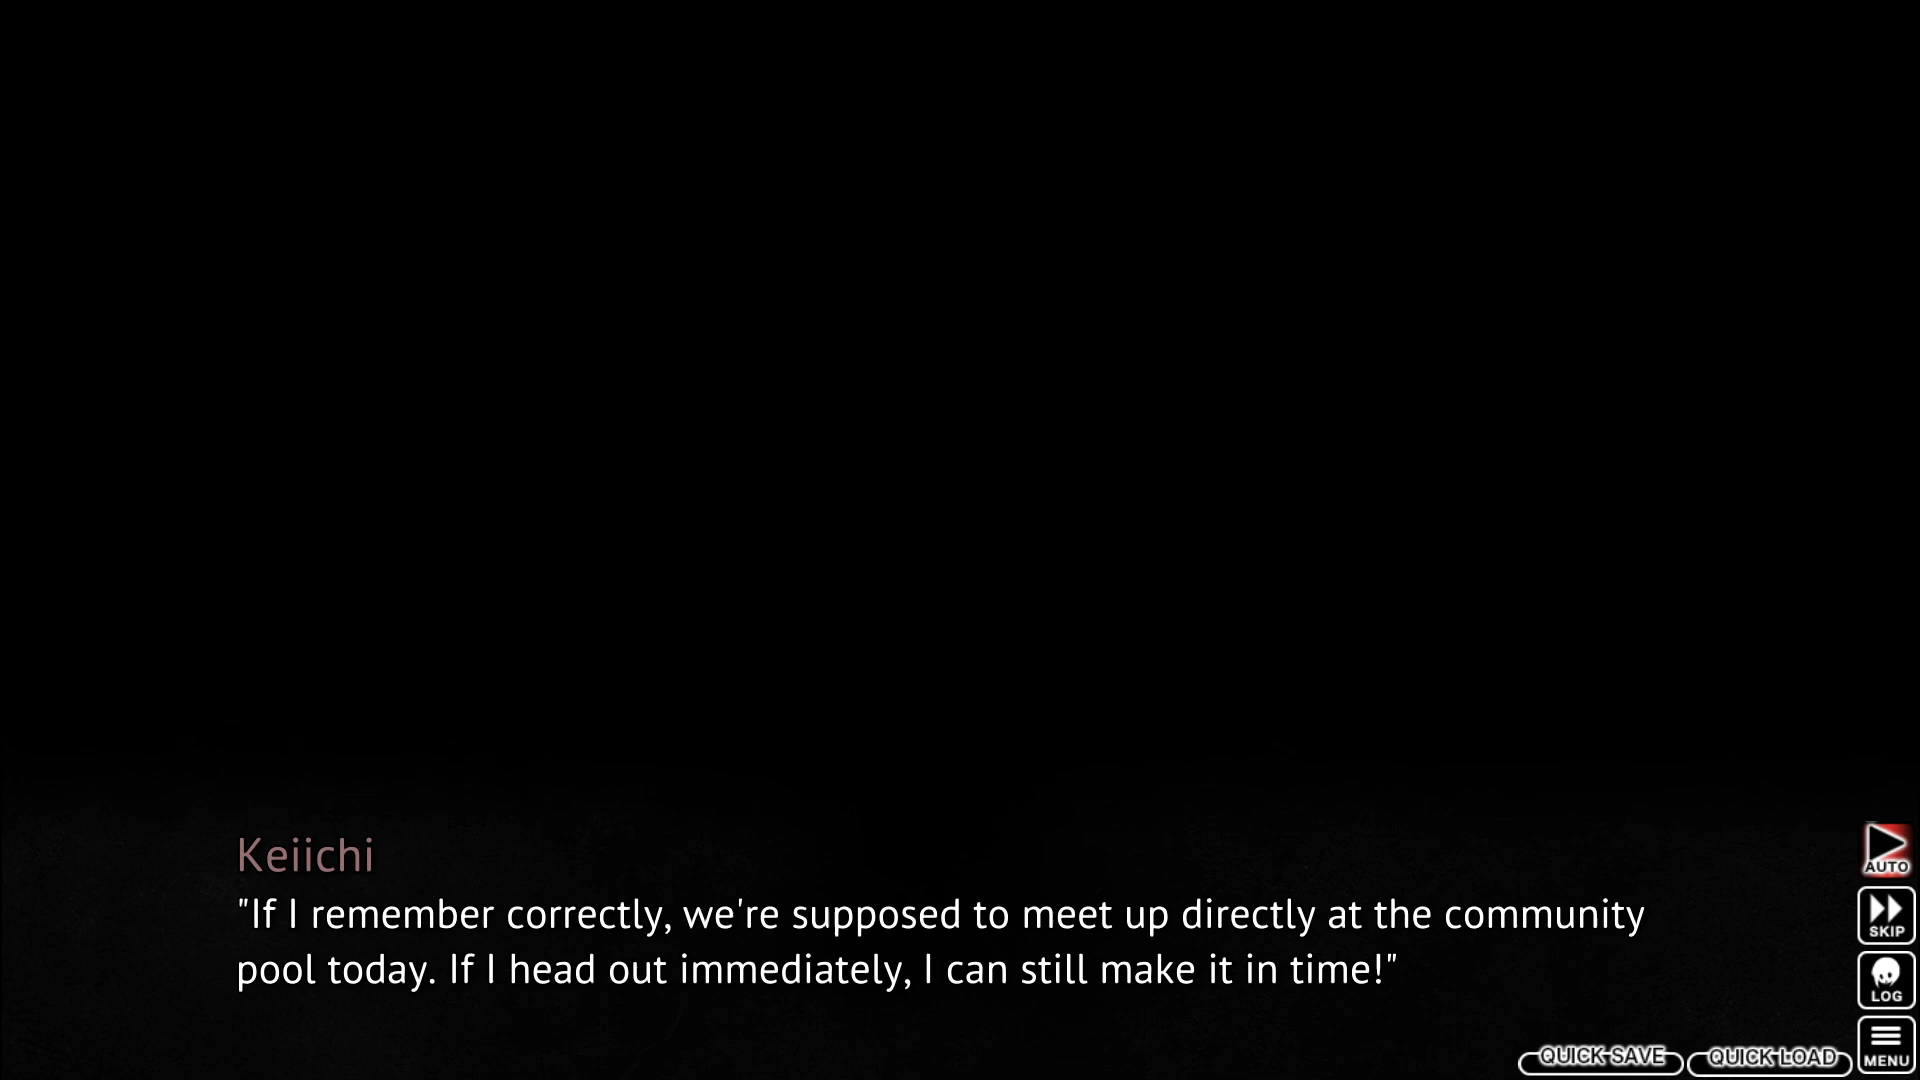 Keiichi
"If I remember correctly, we're supposed to meet up directly at the community
pool today. If I head out immediately, I can still make it in time!"
AUTO
SKIP
LOG
MENU
QUICK SAVE
QUICK LOAD